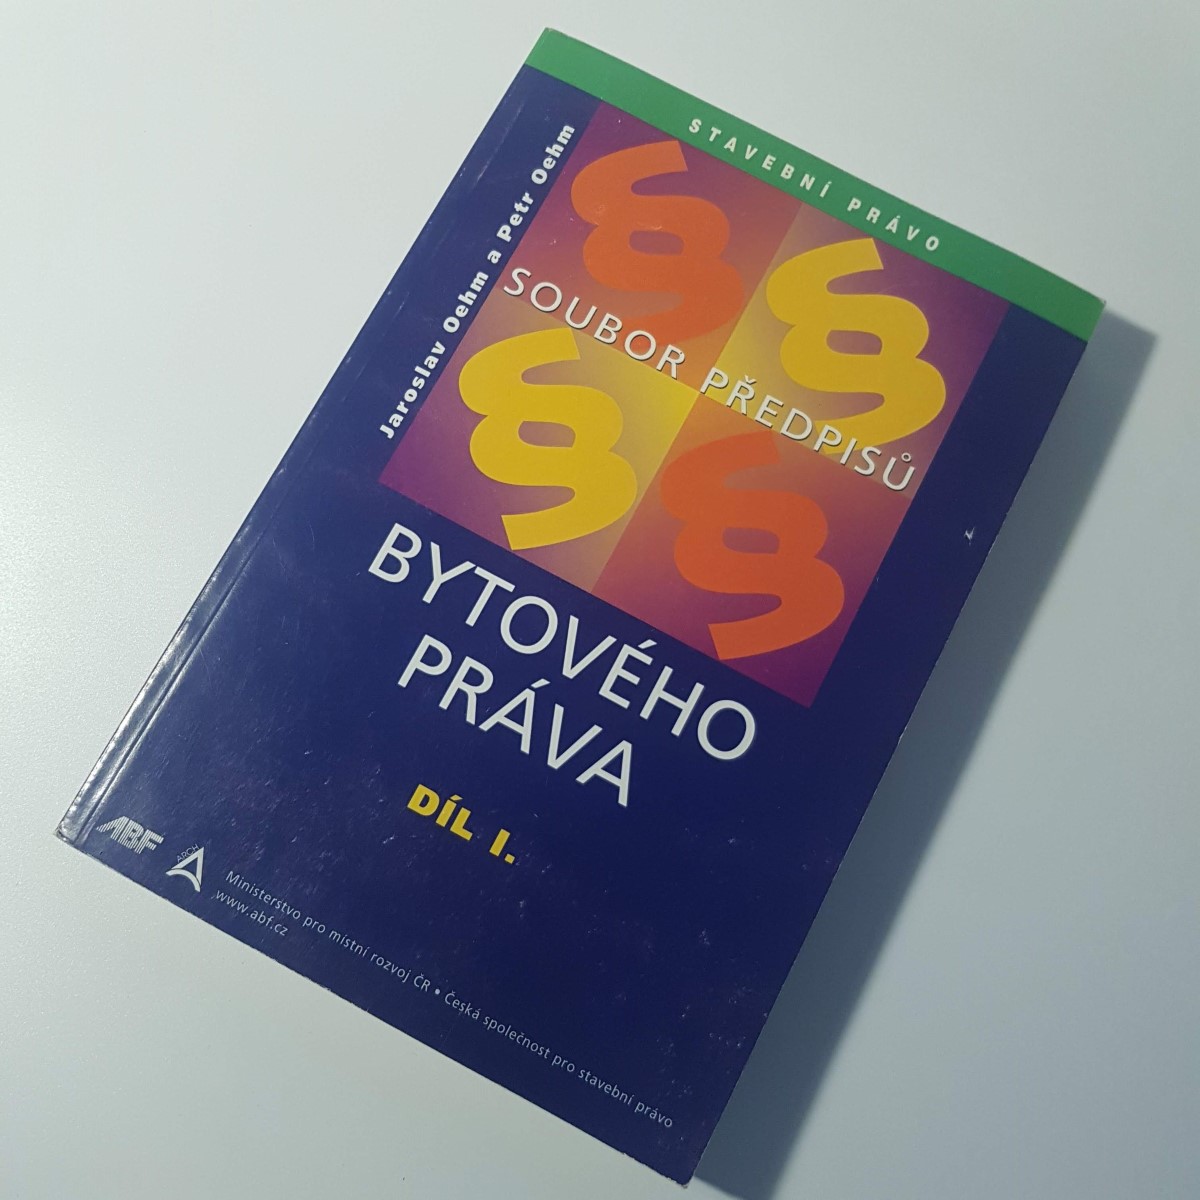 STAVEBNÍ PRÁVO
Jaroslav Oehm a Petr Oehm
SOUBOR PŘEDPISŮ
BYTOVÉHO
PRÁVA
DÍL I.
ABF
ARCH
Ministerstvo pro místní rozvoj ČR • Česká společnost pro stavební právo
www.abf.cz